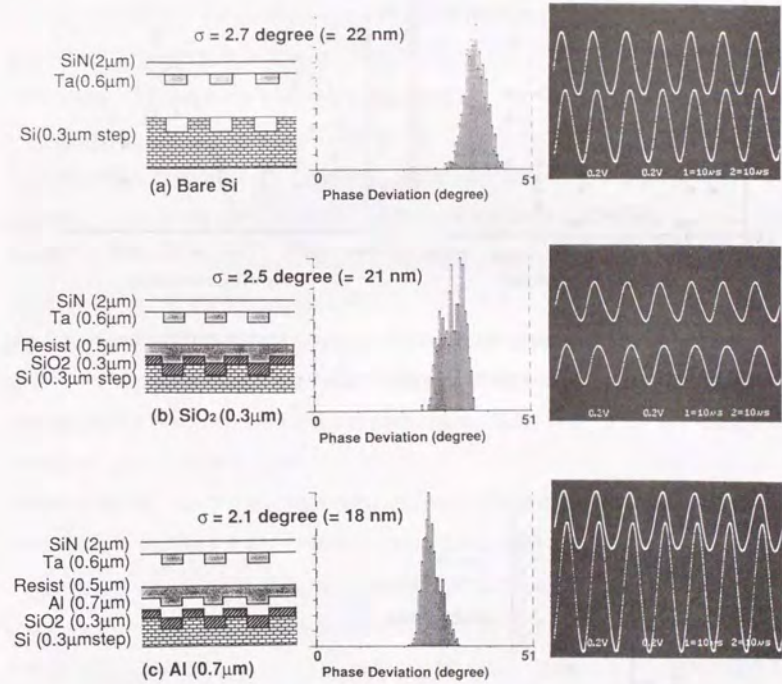 σ = 2.7 degree (= 22 nm)
SiN(2μm)
Ta(0.6μm)
Si(0.3μm step)
(a) Bare Si
0
51
Phase Deviation (degree)
0.2V 0.2V 1=10μs 2=10μs
σ = 2.5 degree (= 21 nm)
SiN (2μm)
Ta (0.6μm)
Resist (0.5μm)
SiO2 (0.3μm)
Si (0.3μm step)
(b) SiO₂ (0.3μm)
0
51
Phase Deviation (degree)
0.2V 0.2V 1=10μs 2=10μs
σ = 2.1 degree (= 18 nm)
SiN (2μm)
Ta (0.6μm)
Resist (0.5μm)
Al (0.7μm)
SiO2 (0.3μm)
Si (0.3μmstep)
(c) Al (0.7μm)
0
51
Phase Deviation (degree)
0.2V 0.2V 1=10μs 2=10μs